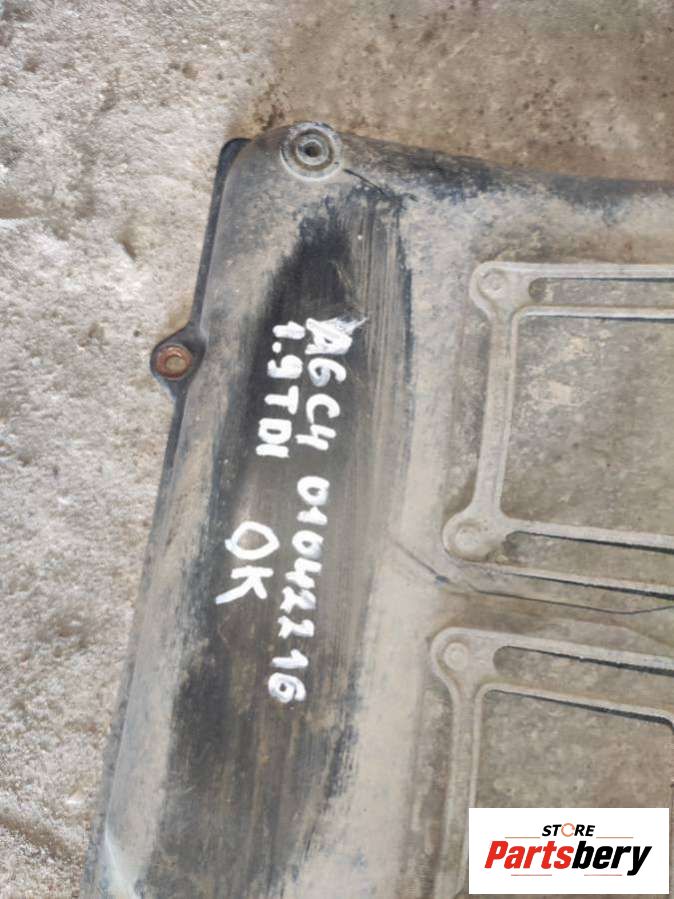 A6C4 01042216
1.9TDI
OK
STORE
Partsbery